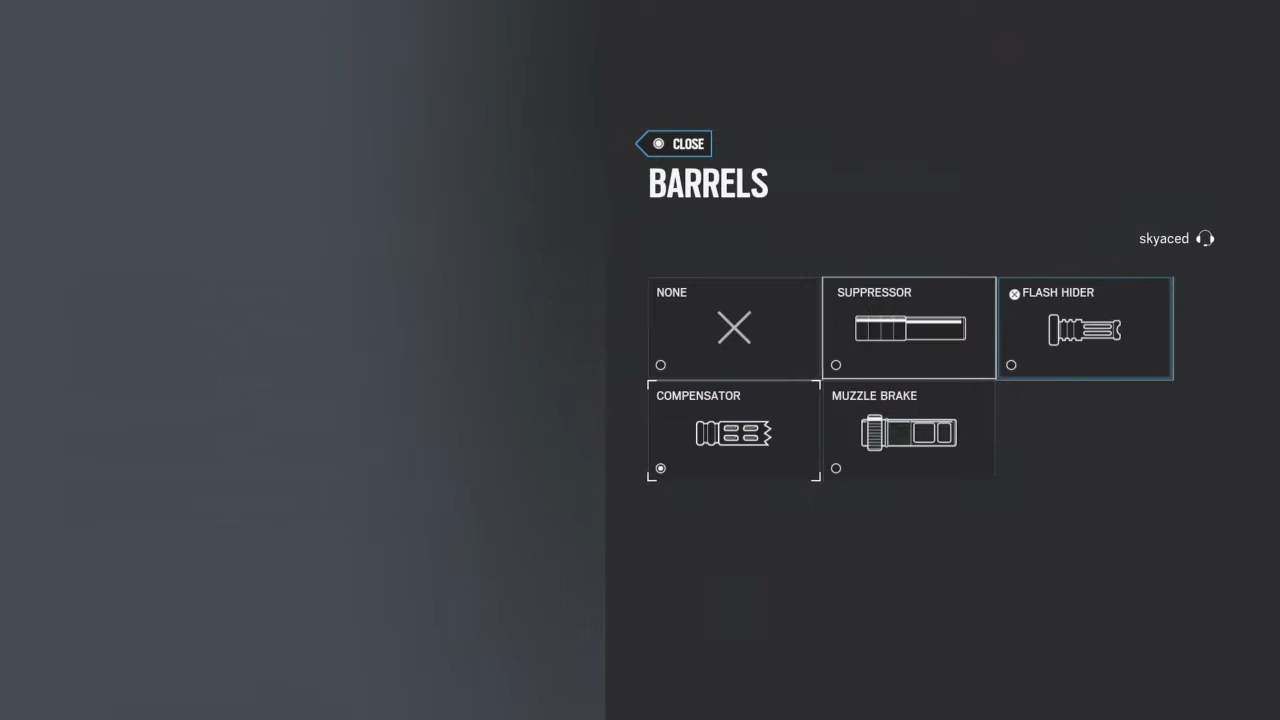 CLOSE
BARRELS
skyaced
NONE
SUPPRESSOR
FLASH HIDER
COMPENSATOR
MUZZLE BRAKE